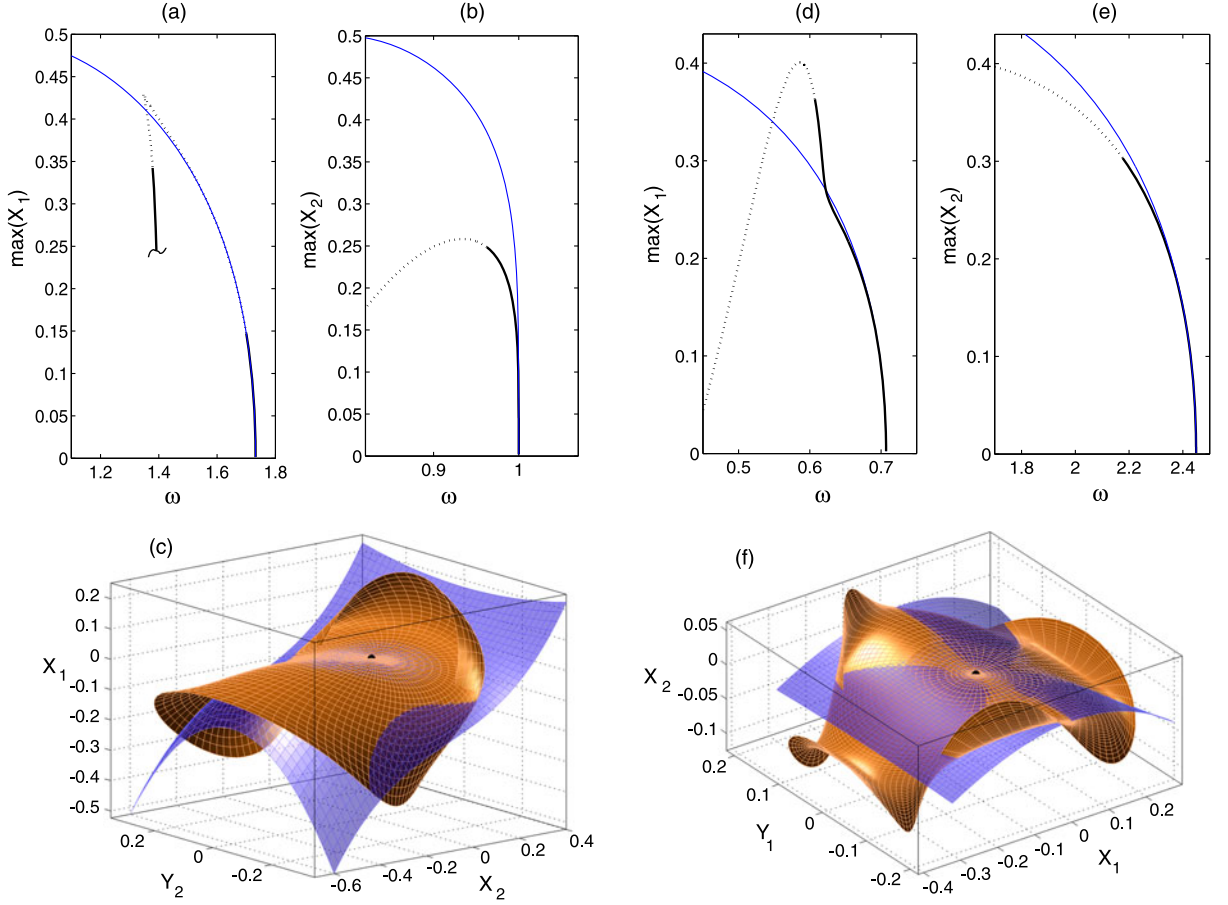 (a)
max(X1)
0.5
0.45
0.4
0.35
0.3
0.25
0.2
0.15
0.1
0.05
0
1.2 1.4 1.6 1.8
ω
(b)
max(X2)
0.5
0.45
0.4
0.35
0.3
0.25
0.2
0.15
0.1
0.05
0
0.9 1
ω
(d)
max(X1)
0.4
0.3
0.2
0.1
0
0.5 0.6 0.7
ω
(e)
max(X2)
0.4
0.3
0.2
0.1
0
1.8 2 2.2 2.4
ω
(c)
X1
0.2
0.1
0
-0.1
-0.2
-0.3
-0.4
-0.5
0.2
0
-0.2
Y2
-0.6 -0.4 -0.2 0 0.2 0.4
X2
(f)
X2
0.05
0
-0.05
-0.1
0.2
0.1
0
-0.1
-0.2
Y1
-0.4 -0.3 -0.2 -0.1 0 0.1 0.2
X1